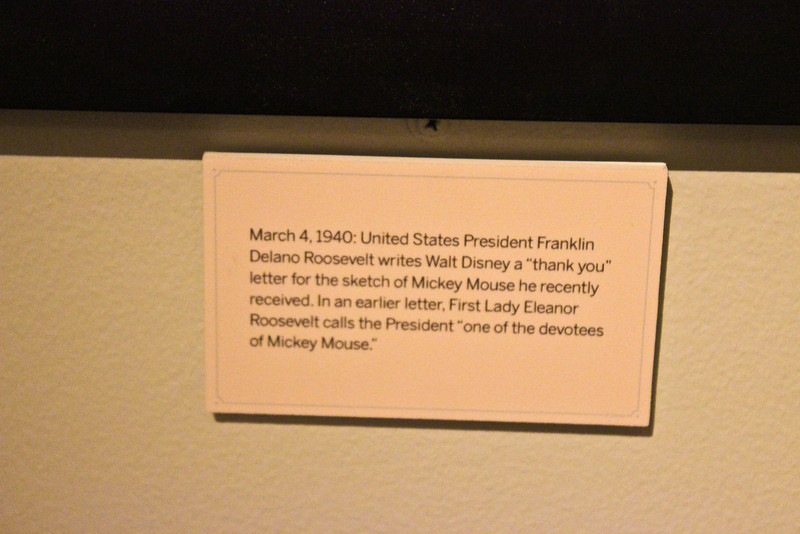 March 4, 1940: United States President Franklin
Delano Roosevelt writes Walt Disney a "thank you"
letter for the sketch of Mickey Mouse he recently
received. In an earlier letter, First Lady Eleanor
Roosevelt calls the President "one of the devotees
of Mickey Mouse."